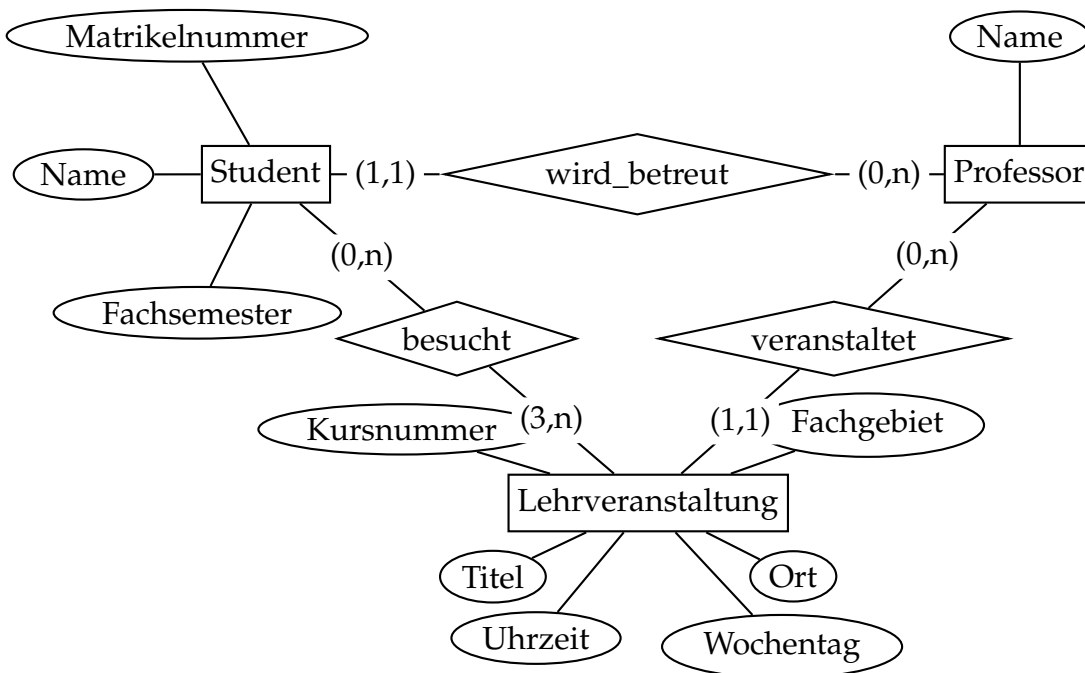 Matrikelnummer
Name
Name
Student
(1,1)
wird_betreut
(0,n)
Professor
(0,n)
(0,n)
Fachsemester
besucht
veranstaltet
Kursnummer
(3,n)
(1,1)
Fachgebiet
Lehrveranstaltung
Titel
Ort
Uhrzeit
Wochentag